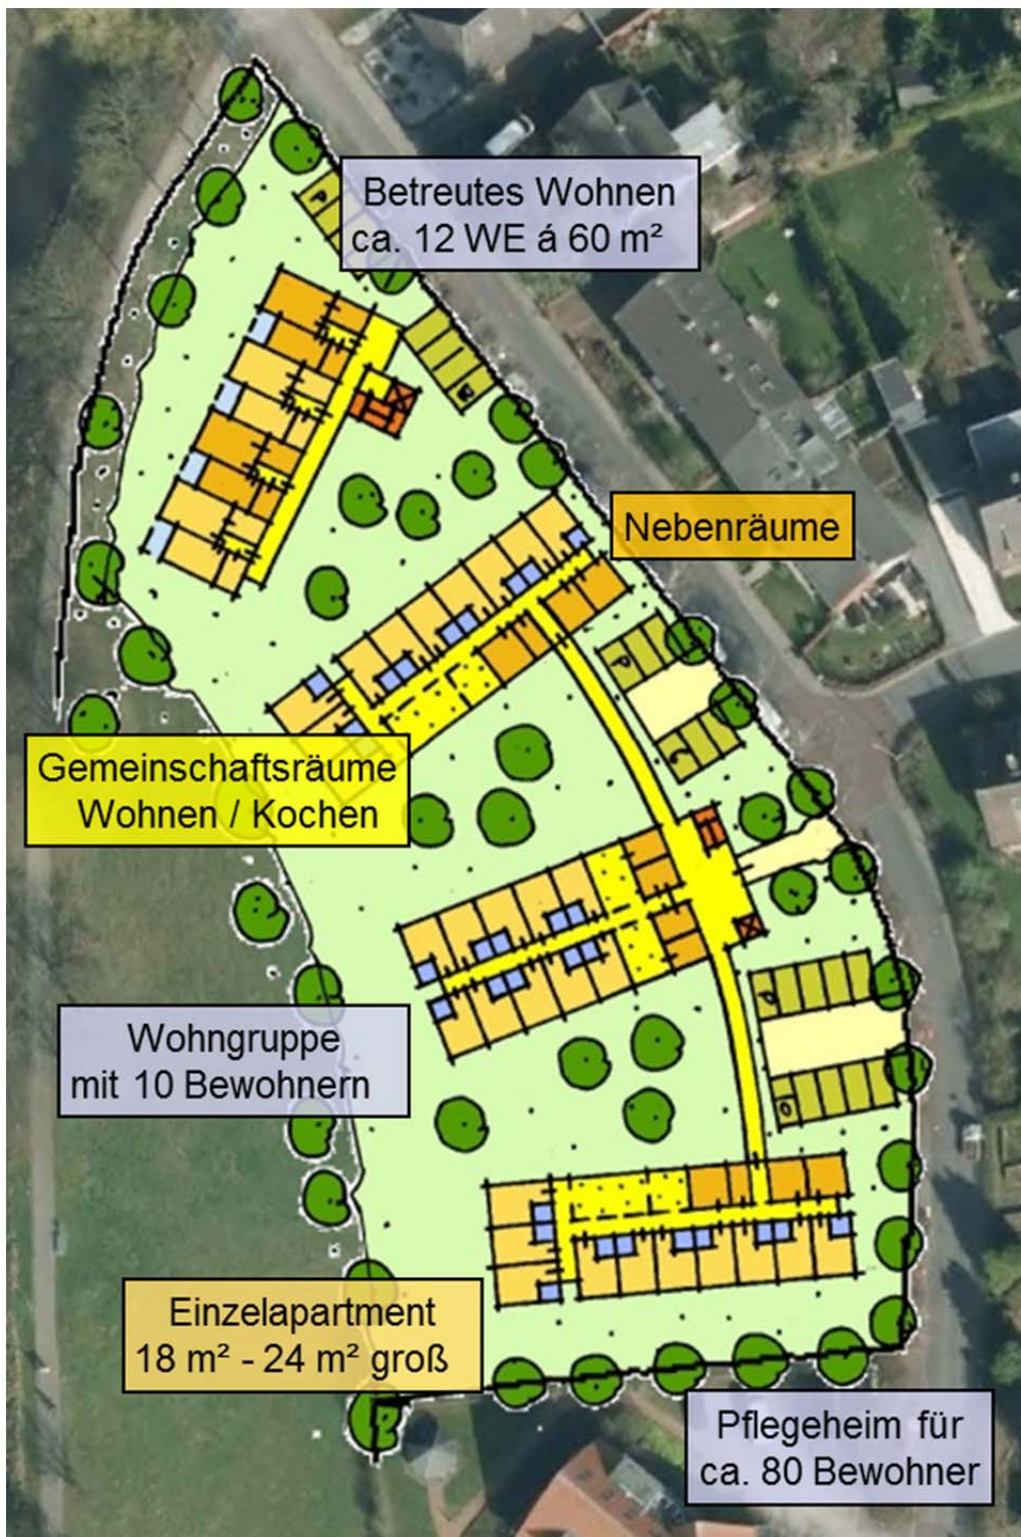 Betreutes Wohnen
ca. 12 WE á 60 m²
Nebenräume
Gemeinschaftsräume
Wohnen / Kochen
Wohngruppe
mit 10 Bewohnern
Einzelapartment
18 m² - 24 m² groß
Pflegeheim für
ca. 80 Bewohner